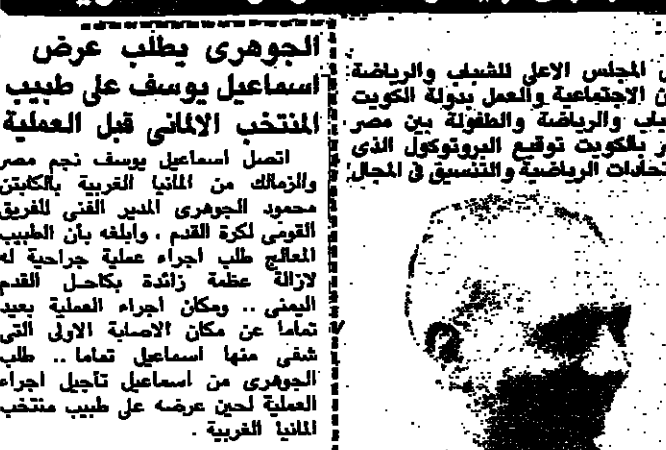 الجوهرى يطلب عرض
اسماعيل يوسف على طبيب
المنتخب الالمانى قبل العملية
اتصل اسماعيل يوسف نجم مصر
والزمالك من المانيا الغربية بالكابتن
محمود الجوهرى المدير الفنى للفريق
القومى لكرة القدم ، وابلغه بأن الطبيب
المعالج طلب اجراء عملية جراحية له
لازالة عظمة زائدة بكاحل القدم
اليمنى .. ومكان اجراء العملية بعيد
تماما عن مكان الاصابة الاولى التى
شفى منها اسماعيل تماما .. طلب
الجوهرى من اسماعيل تأجيل اجراء
العملية لحين عرضه على طبيب منتخب
المانيا الغربية .
المجلس الاعلى للشباب والرياضة
الاجتماعية والعمل بدولة الكويت
والرياضة والطفولة بين مصر
بالكويت توقيع البروتوكول الذى
الرياضية والتنسيق فى المجال